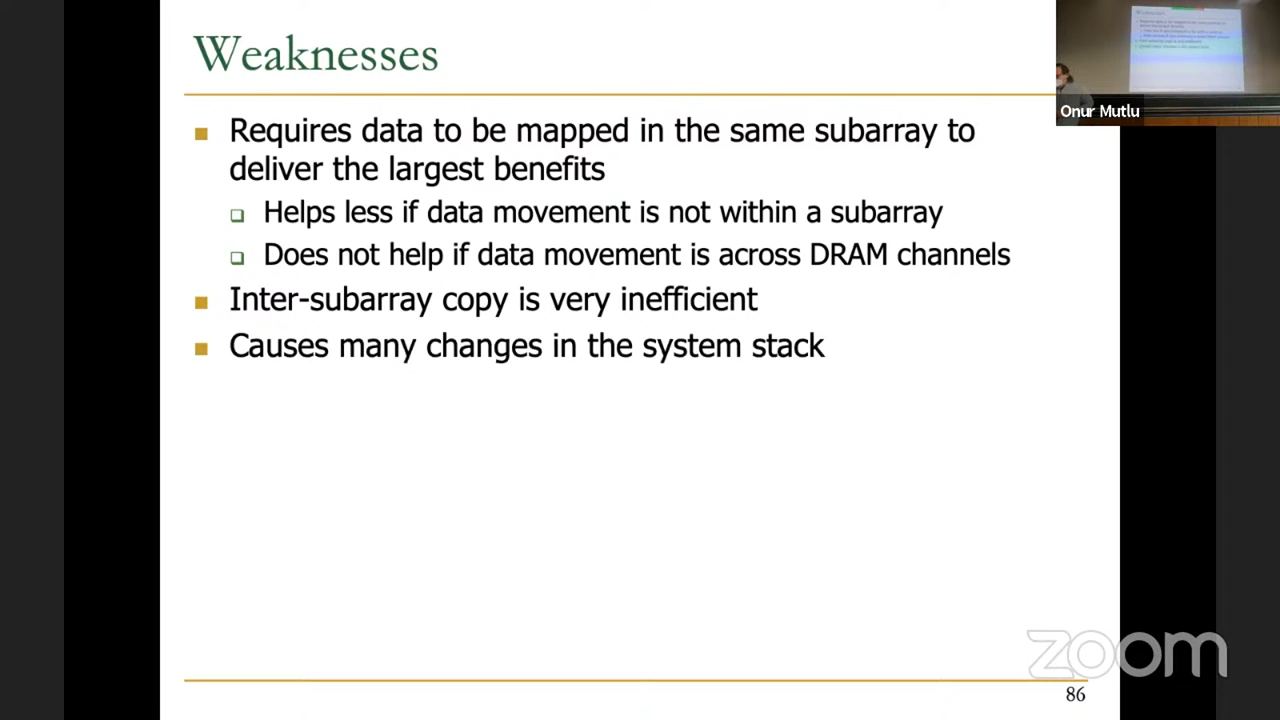 Weaknesses
Requires data to be mapped in the same subarray to
deliver the largest benefits
Helps less if data movement is not within a subarray
Does not help if data movement is across DRAM channels
Inter-subarray copy is very inefficient
Causes many changes in the system stack
Onur Mutlu
zoom
86